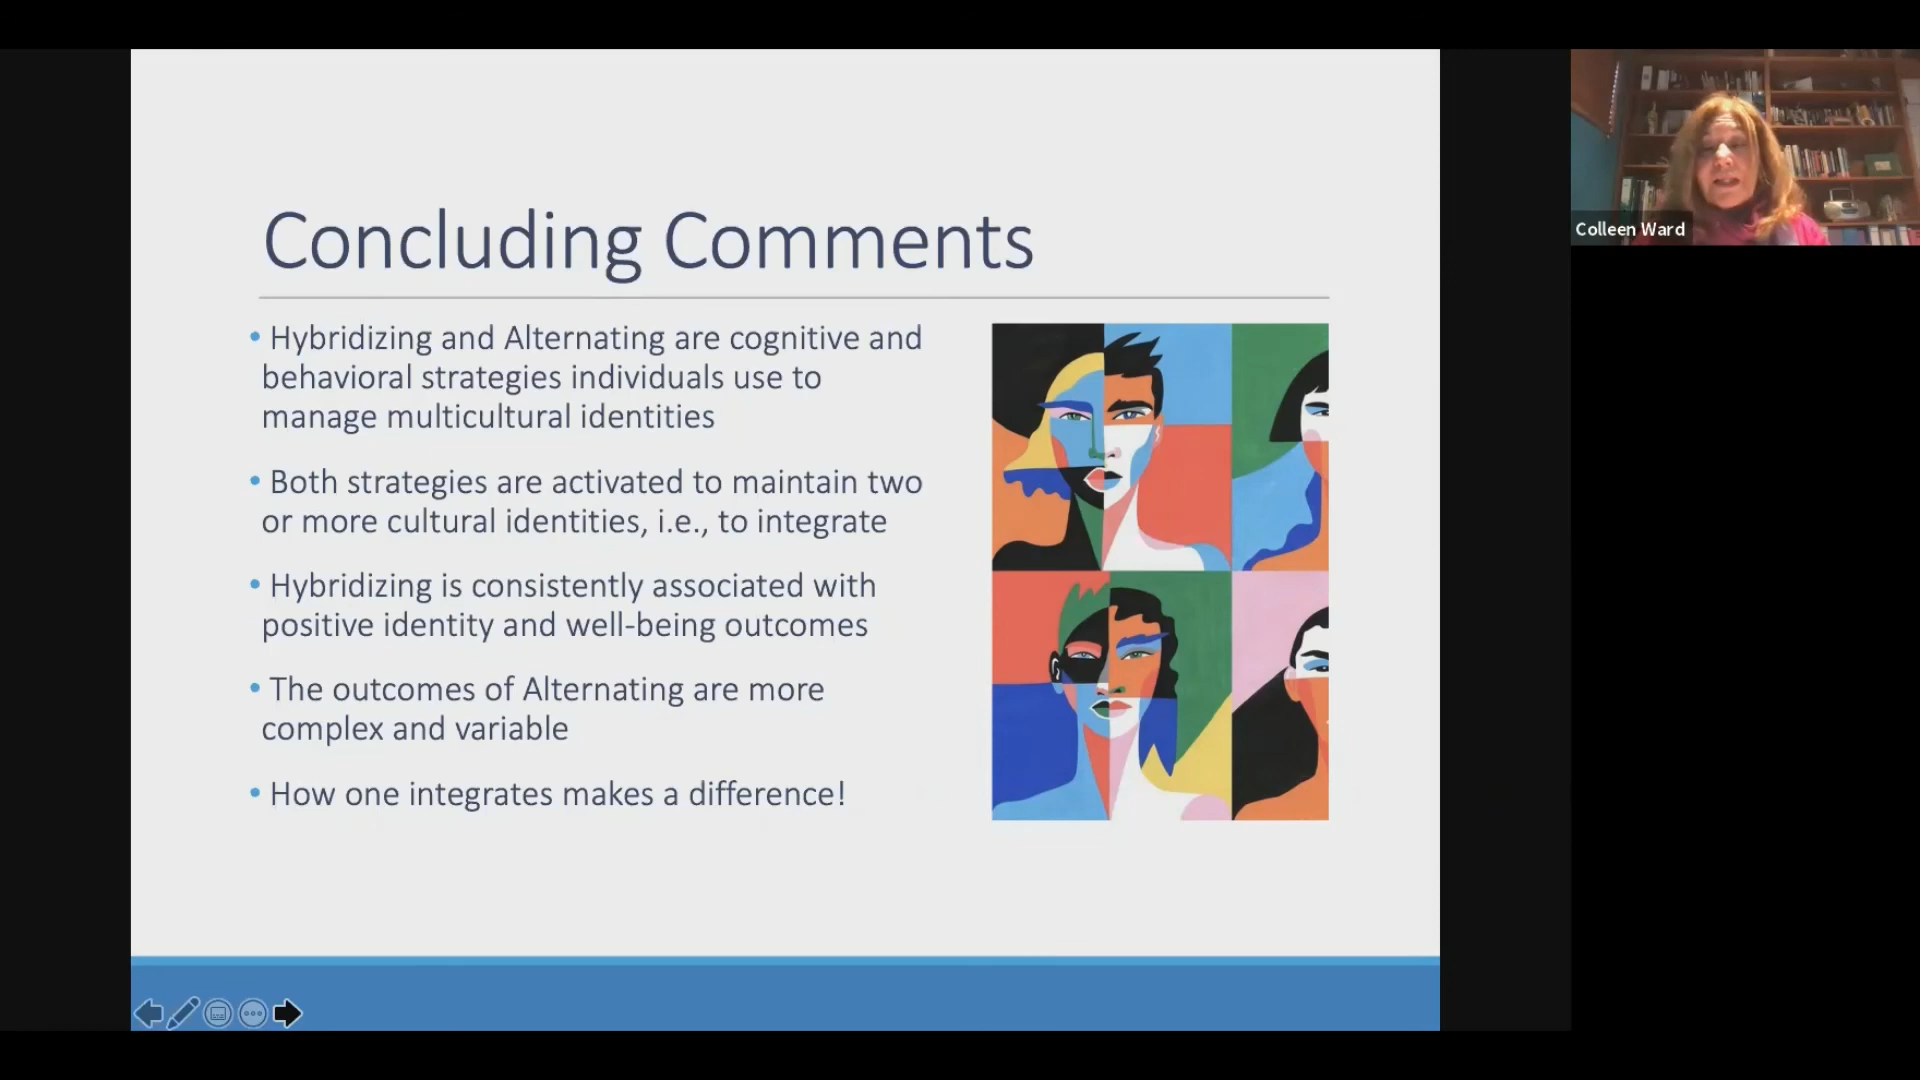 Concluding Comments
• Hybridizing and Alternating are cognitive and
behavioral strategies individuals use to
manage multicultural identities
• Both strategies are activated to maintain two
or more cultural identities, i.e., to integrate
• Hybridizing is consistently associated with
positive identity and well-being outcomes
• The outcomes of Alternating are more
complex and variable
• How one integrates makes a difference!
Colleen Ward